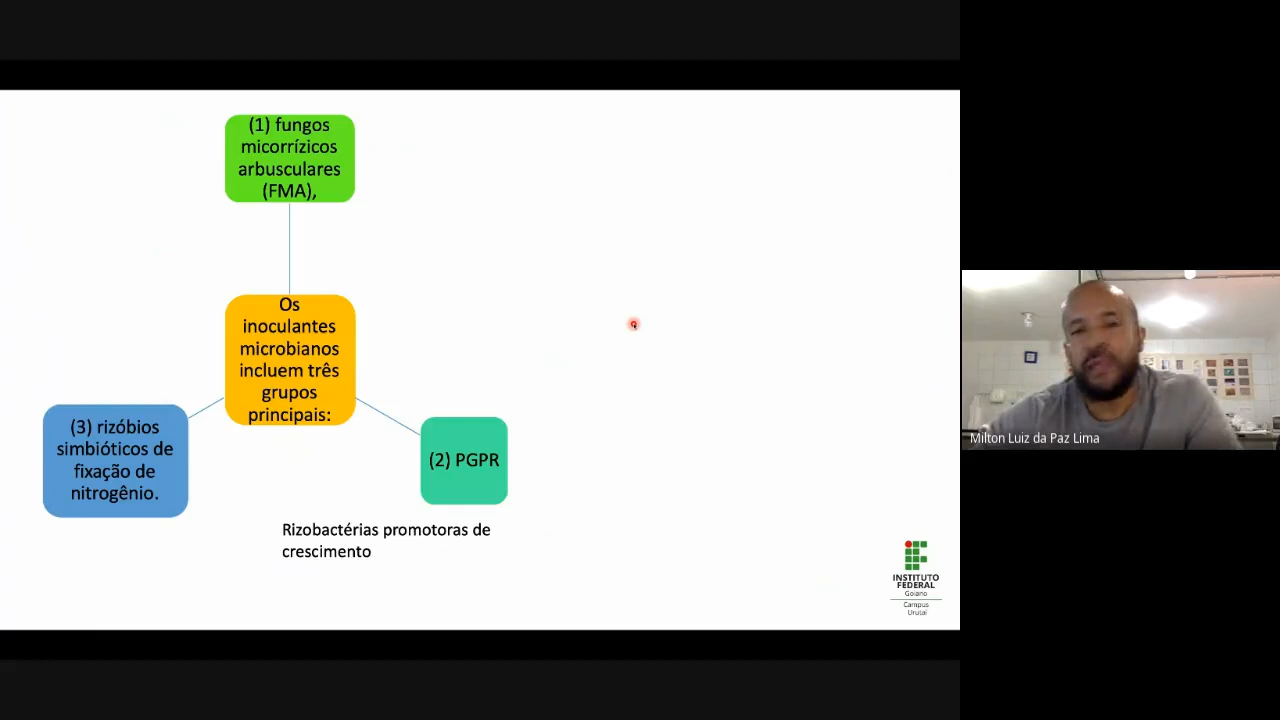 (1) fungos
micorrízicos
arbusculares
(FMA),
Os
inoculantes
microbianos
incluem três
grupos
principais:
(3) rizóbios
simbióticos de
fixação de
nitrogênio.
(2) PGPR
Rizobactérias promotoras de
crescimento
INSTITUTO
FEDERAL
Goiano
Campus
Urutaí
Milton Luiz da Paz Lima